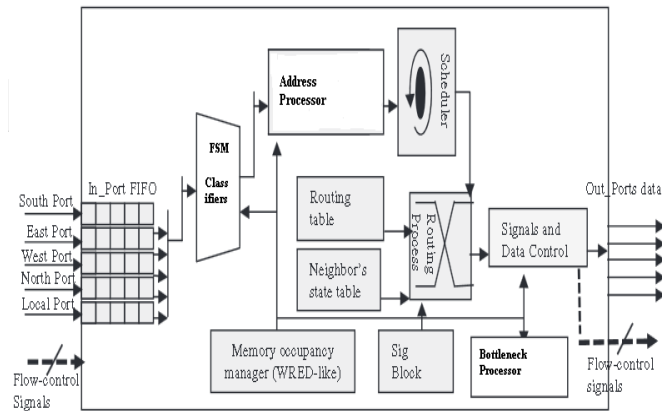 Address
Processor
Scheduler
FSM
Class
ifiers
In_Port FIFO
Out_Ports data
South Port
East Port
West Port
North Port
Local Port
Routing
table
Neighbor's
state table
Routing
Process
Signals and
Data Control
Memory occupancy
manager (WRED-like)
Sig
Block
Bottleneck
Processor
Flow-control
Signals
Flow-control
signals